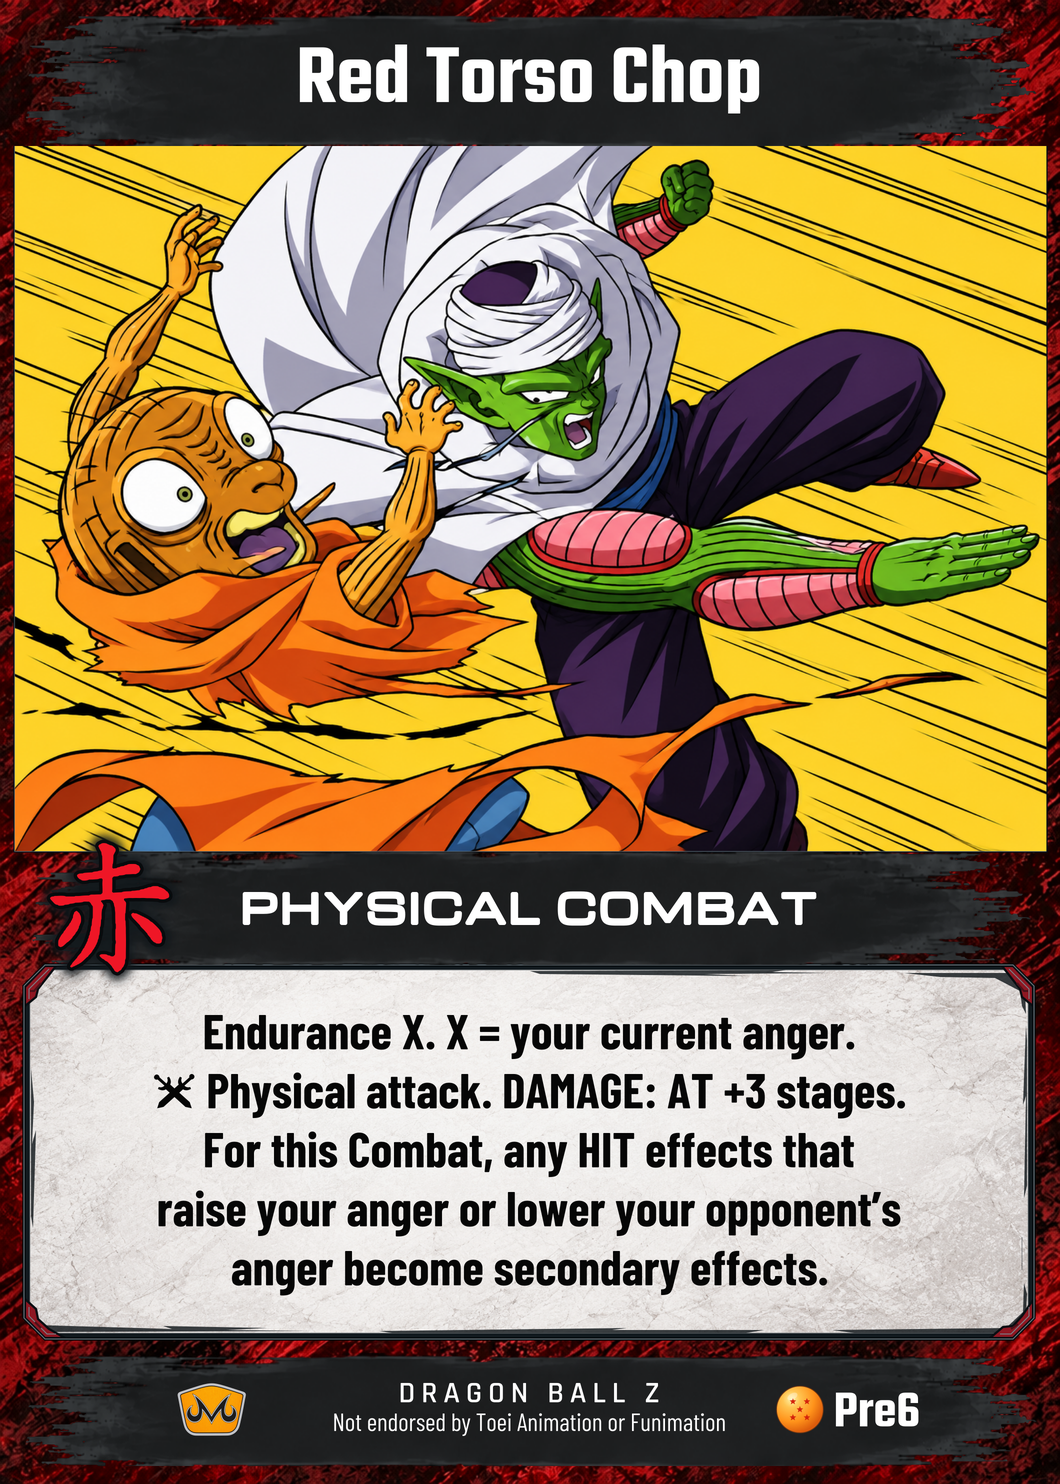 Red Torso Chop
赤
PHYSICAL COMBAT
Endurance X. X = your current anger.
Physical attack. DAMAGE: AT +3 stages.
For this Combat, any HIT effects that
raise your anger or lower your opponent’s
anger become secondary effects.
DRAGON BALL Z
Not endorsed by Toei Animation or Funimation
Pre6